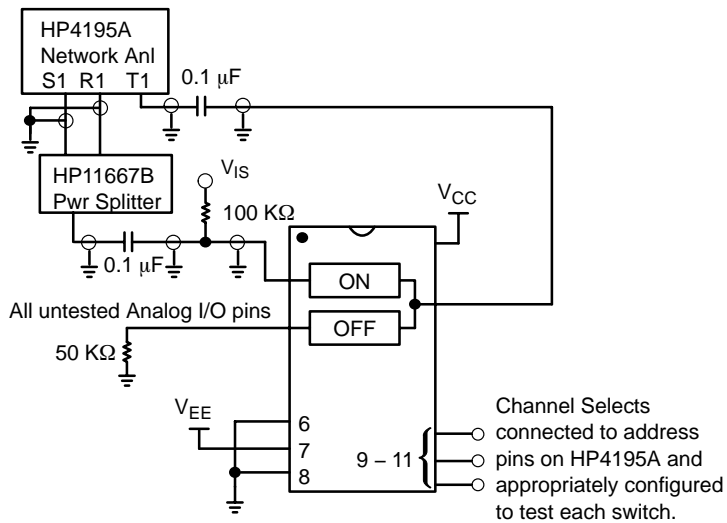 HP4195A
Network Anl
S1 R1 T1
0.1 μF
HP11667B
Pwr Splitter
VIS
100 KΩ
VCC
0.1 μF
ON
All untested Analog I/O pins
OFF
50 KΩ
VEE
6
7
8
9 – 11
Channel Selects
connected to address
pins on HP4195A and
appropriately configured
to test each switch.